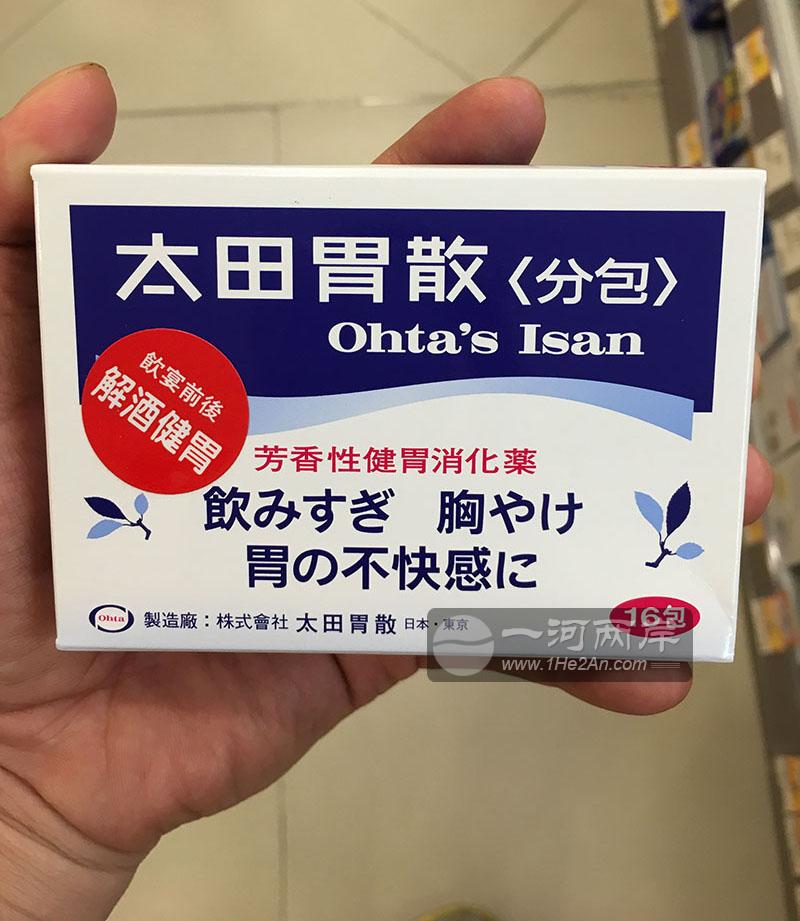 太田胃散〈分包〉
Ohta's Isan
飲宴前後
解酒健胃
芳香性健胃消化薬
飲みすぎ 胸やけ
胃の不快感に
Ohta
製造廠：株式會社 太田胃散 日本・東京
16包
一河两岸
www.1He2An.com